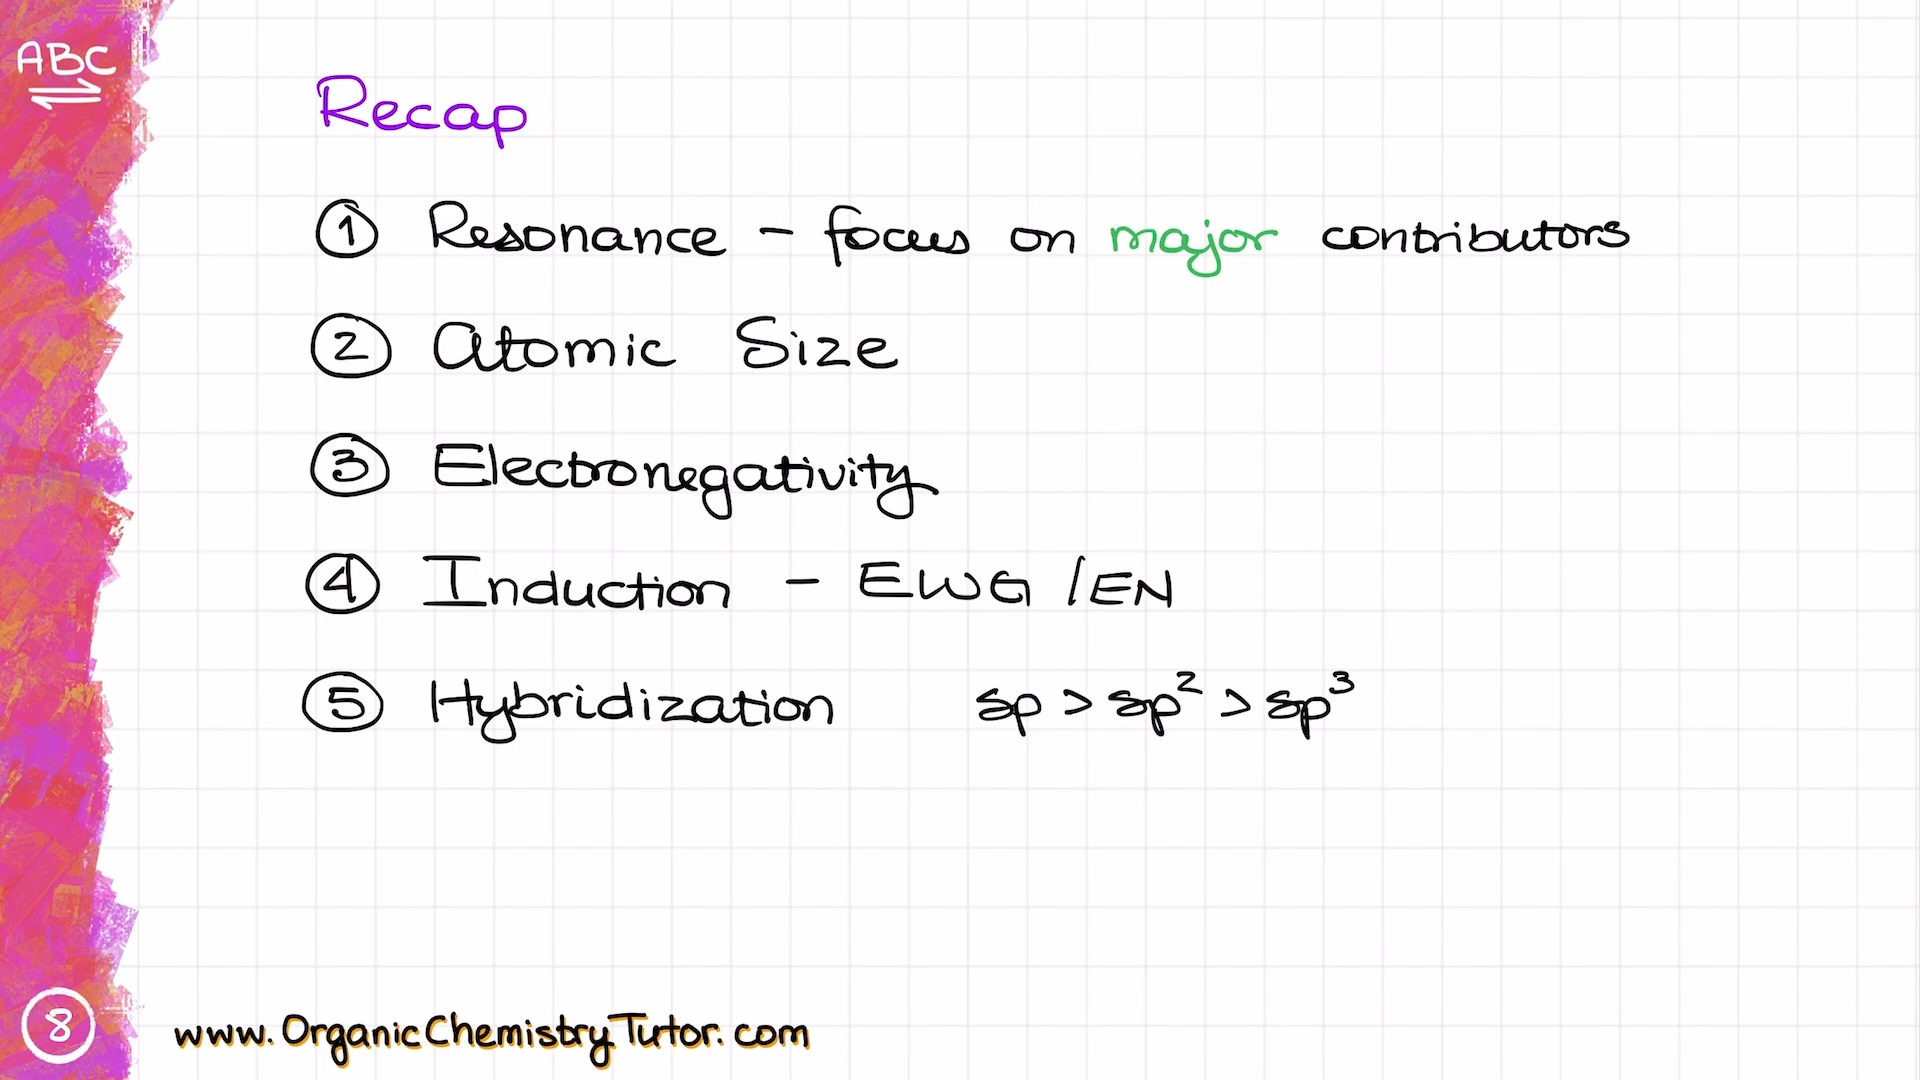 ABC
Recap
① Resonance - focus on major contributors
② Atomic Size
③ Electronegativity
④ Induction - EWG /EN
⑤ Hybridization sp > sp² > sp³
8
www.OrganicChemistryTutor.com